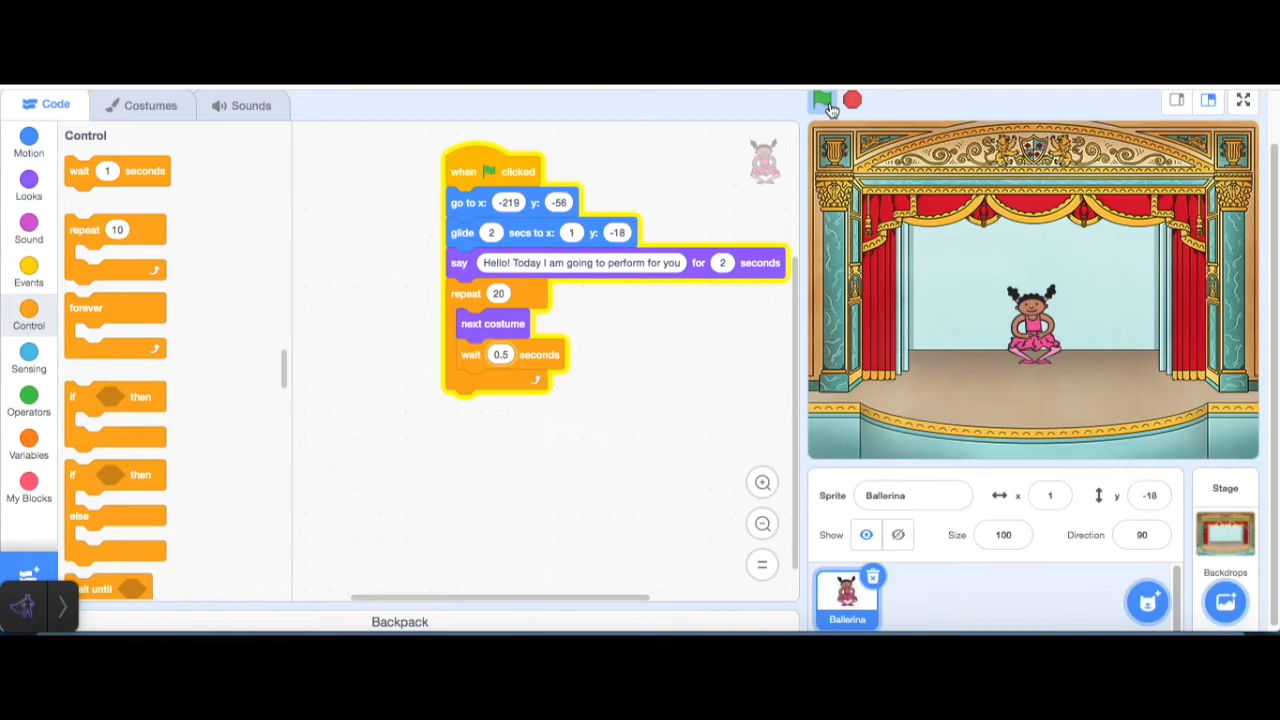 Code Costumes Sounds
Motion
Looks
Sound
Events
Control
Sensing
Operators
Variables
My Blocks
Control
wait 1 seconds
repeat 10
forever
if then
if then
else
ait until
when clicked
go to x: -219 y: -56
glide 2 secs to x: 1 y: -18
say Hello! Today I am going to perform for you for 2 seconds
repeat 20
next costume
wait 0.5 seconds
Backpack
Sprite Ballerina x 1 y -18
Show Size 100 Direction 90
Ballerina
Stage
Backdrops